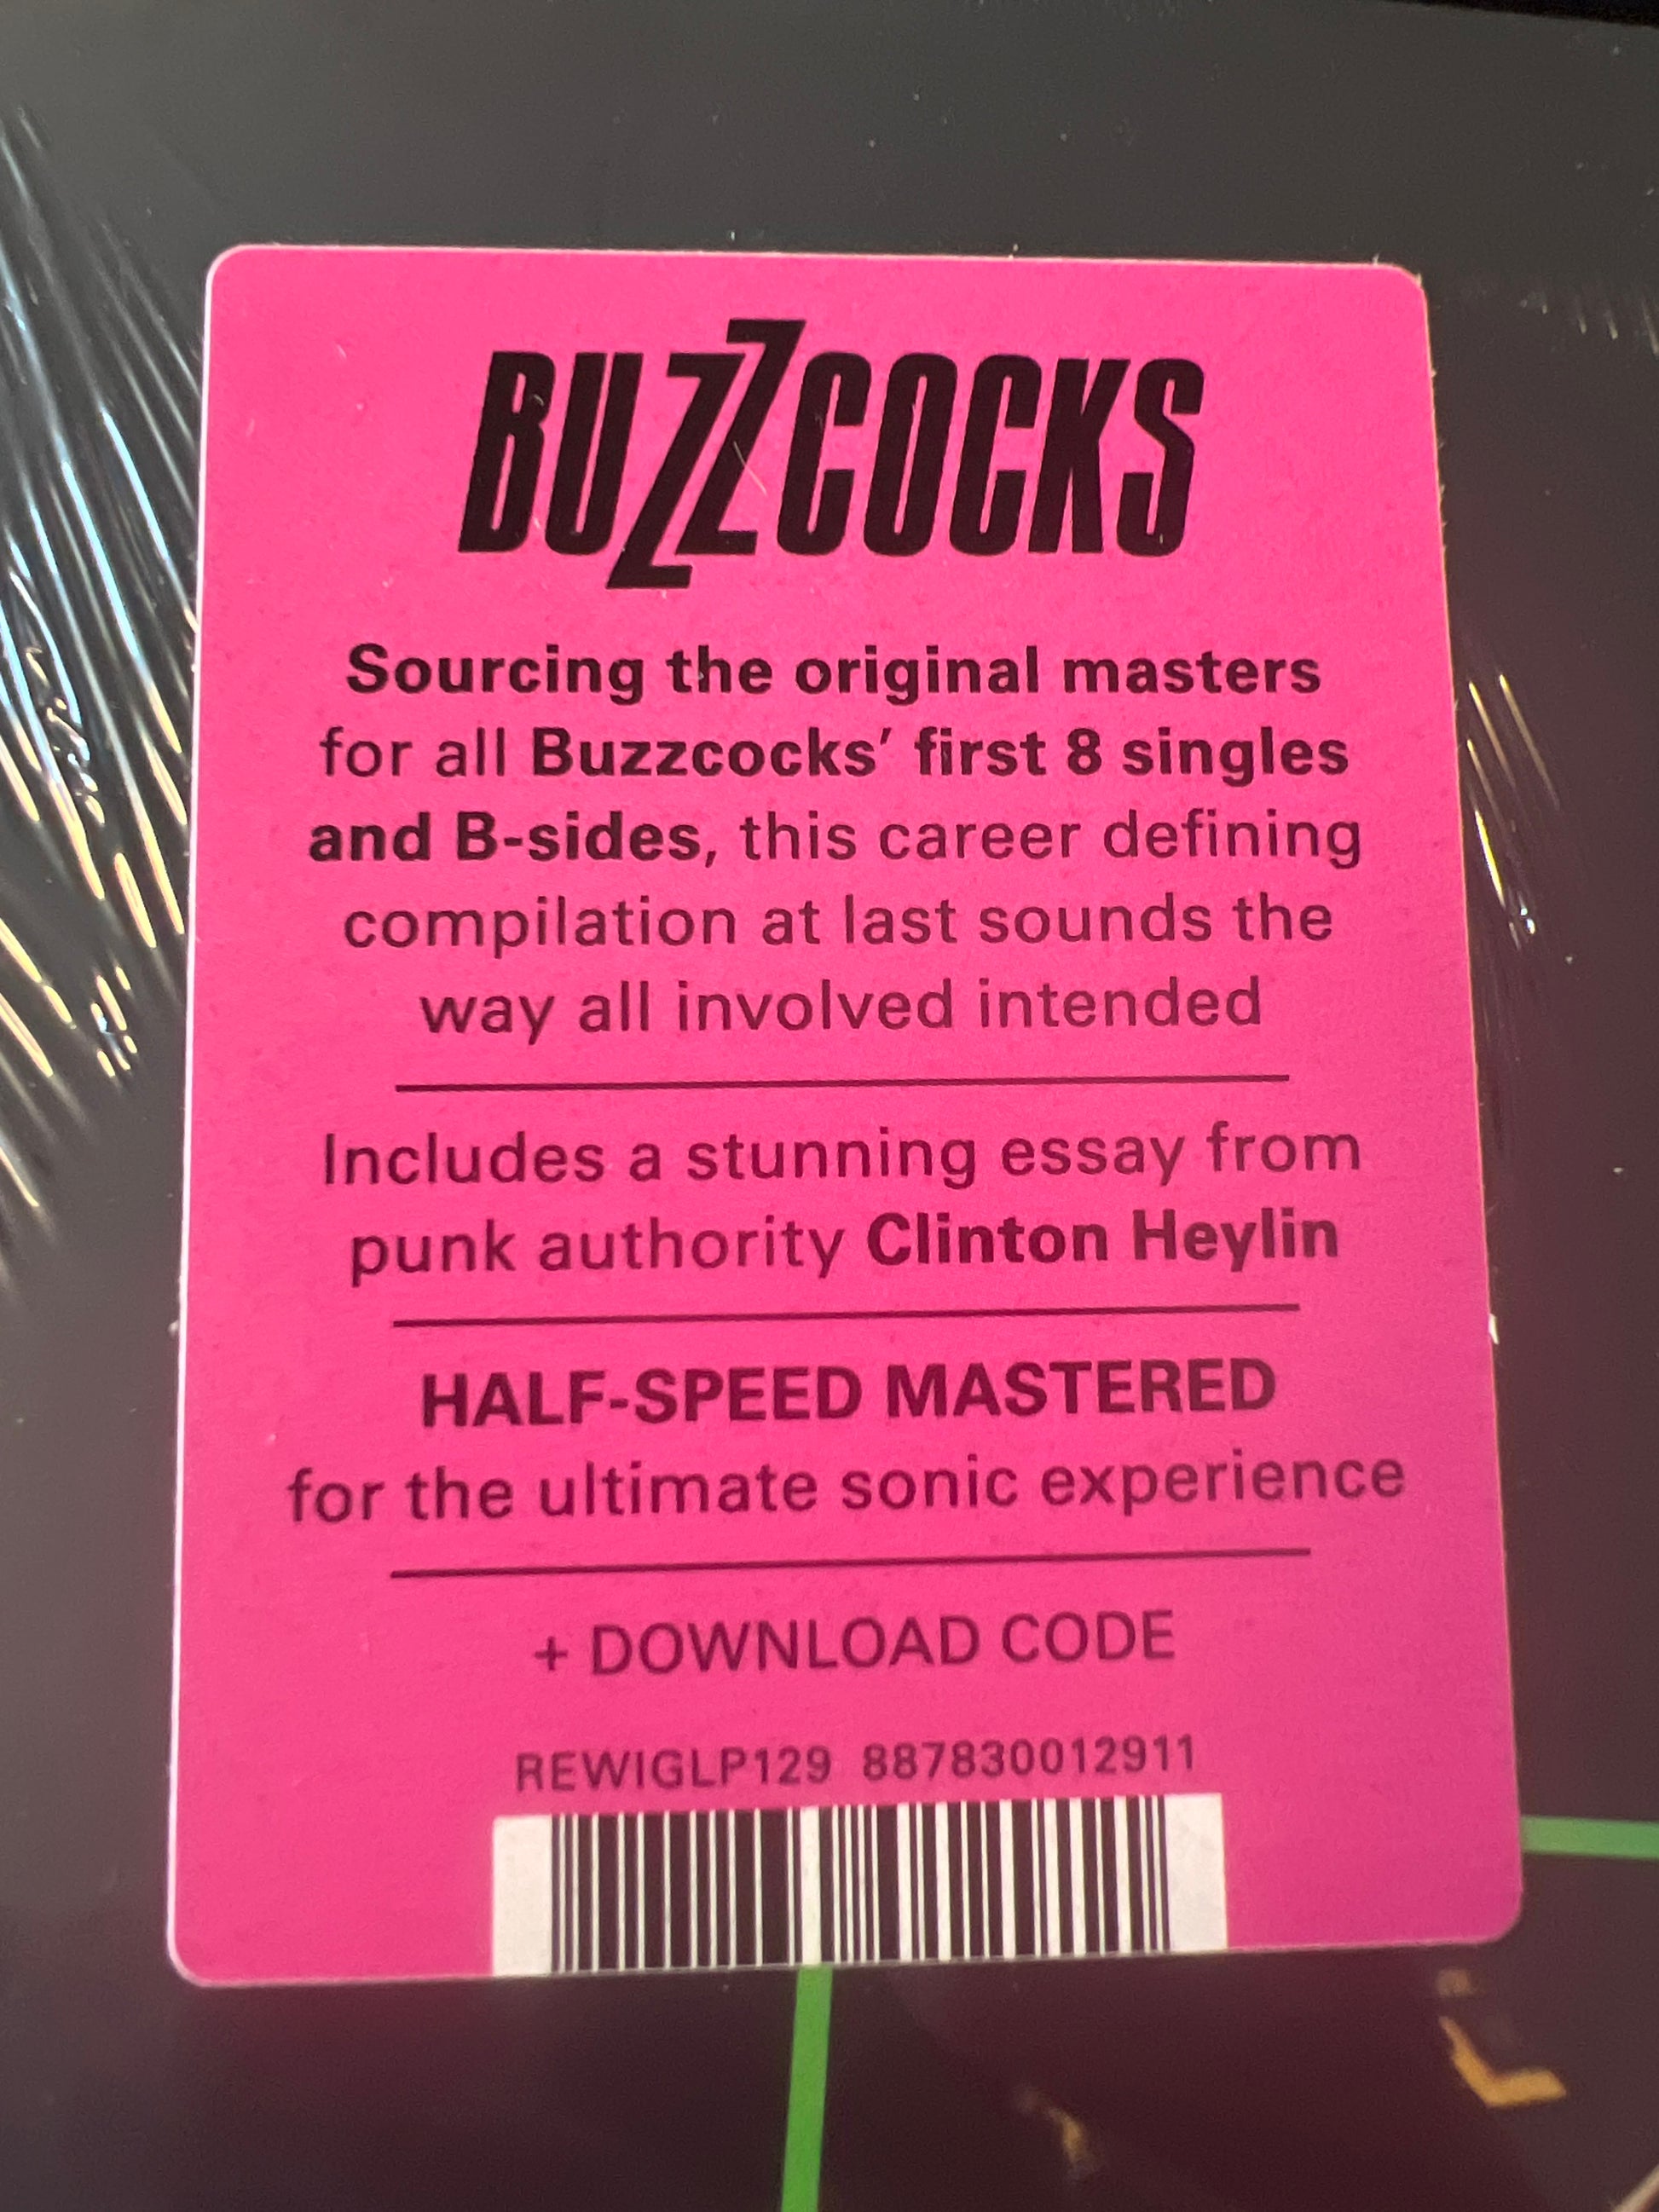 BUZZCOCKS
Sourcing the original masters
for all Buzzcocks’ first 8 singles
and B-sides, this career defining
compilation at last sounds the
way all involved intended
Includes a stunning essay from
punk authority Clinton Heylin
HALF-SPEED MASTERED
for the ultimate sonic experience
+ DOWNLOAD CODE
REWIGLP129 887830012911